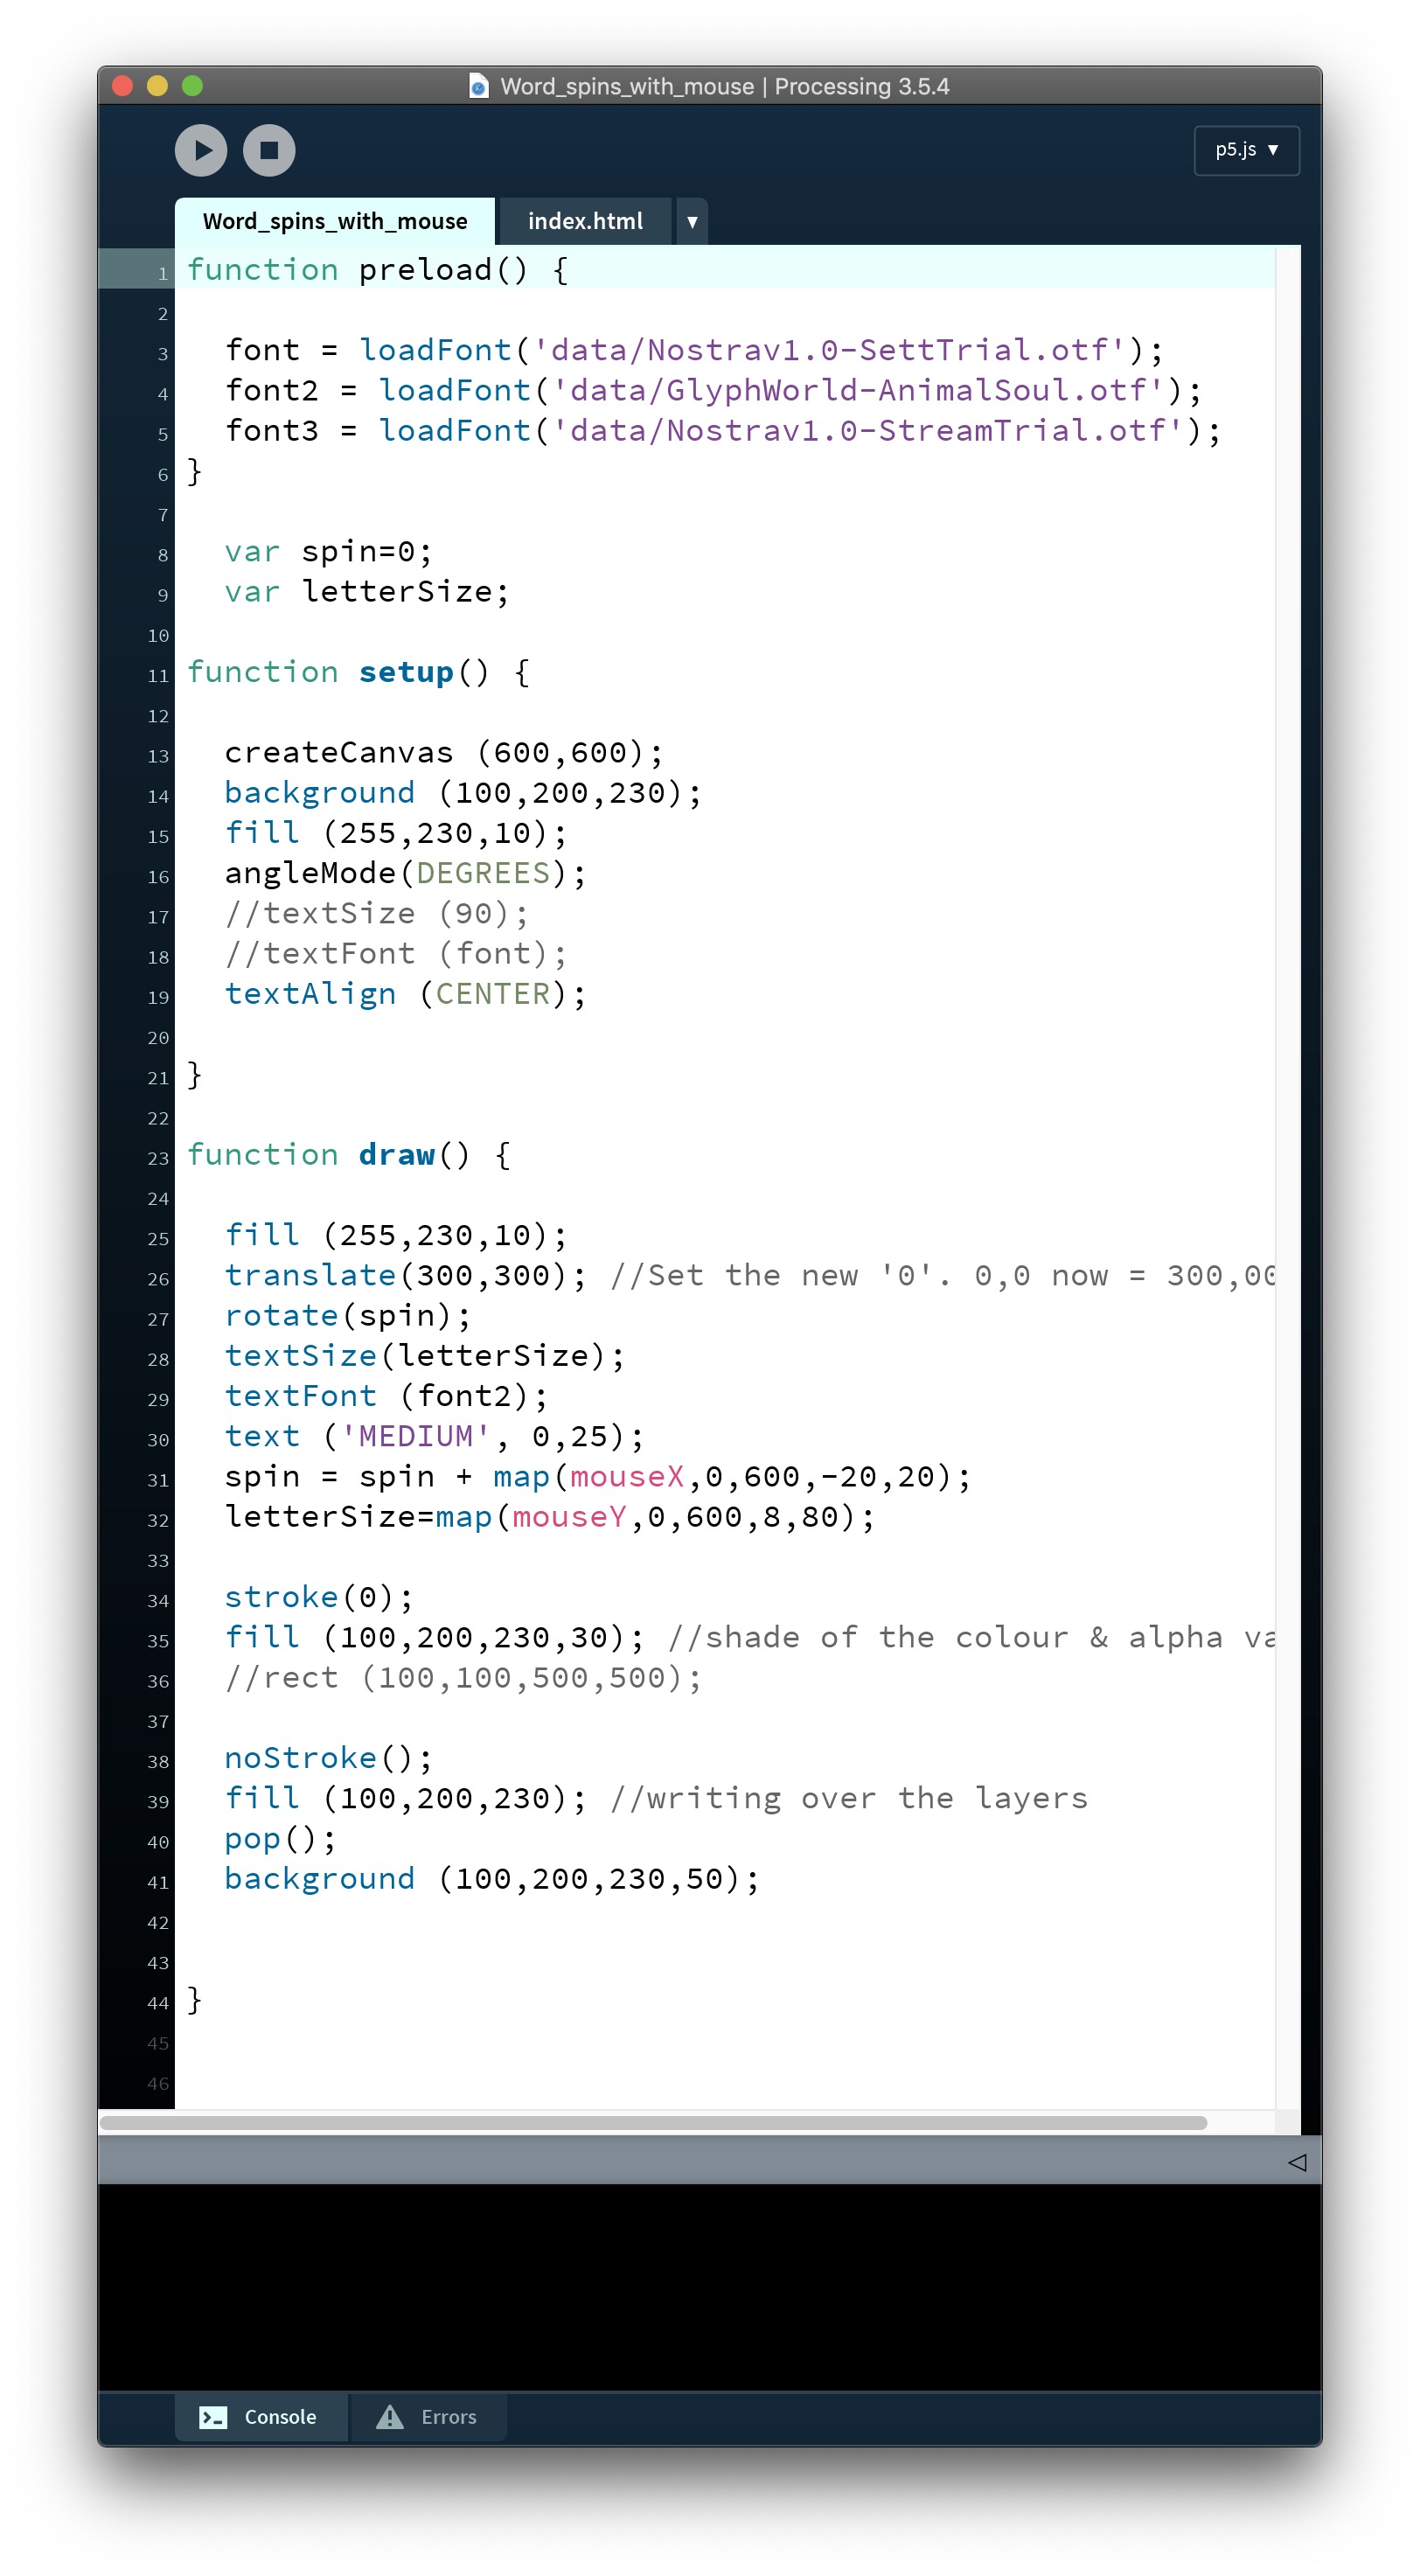 Word_spins_with_mouse | Processing 3.5.4
p5.js ▼
Word_spins_with_mouse index.html ▼
1 function preload() {
2
3   font = loadFont('data/Nostrav1.0-SettTrial.otf');
4   font2 = loadFont('data/GlyphWorld-AnimalSoul.otf');
5   font3 = loadFont('data/Nostrav1.0-StreamTrial.otf');
6 }
7
8   var spin=0;
9   var letterSize;
10
11 function setup() {
12
13   createCanvas (600,600);
14   background (100,200,230);
15   fill (255,230,10);
16   angleMode(DEGREES);
17   //textSize (90);
18   //textFont (font);
19   textAlign (CENTER);
20
21 }
22
23 function draw() {
24
25   fill (255,230,10);
26   translate(300,300); //Set the new '0'. 0,0 now = 300,00
27   rotate(spin);
28   textSize(letterSize);
29   textFont (font2);
30   text ('MEDIUM', 0,25);
31   spin = spin + map(mouseX,0,600,-20,20);
32   letterSize=map(mouseY,0,600,8,80);
33
34   stroke(0);
35   fill (100,200,230,30); //shade of the colour & alpha va
36   //rect (100,100,500,500);
37
38   noStroke();
39   fill (100,200,230); //writing over the layers
40   pop();
41   background (100,200,230,50);
42
43
44 }
45
46
Console Errors